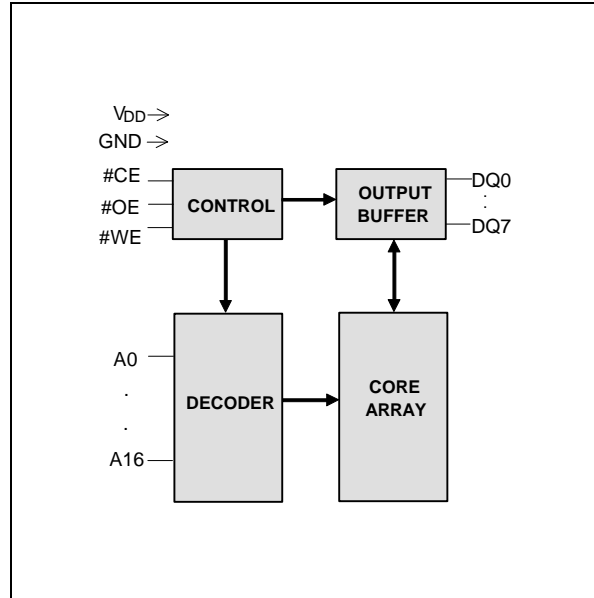 VDD
GND
#CE
#OE
#WE
CONTROL
OUTPUT
BUFFER
DQ0
.
.
DQ7
A0
.
.
A16
DECODER
CORE
ARRAY